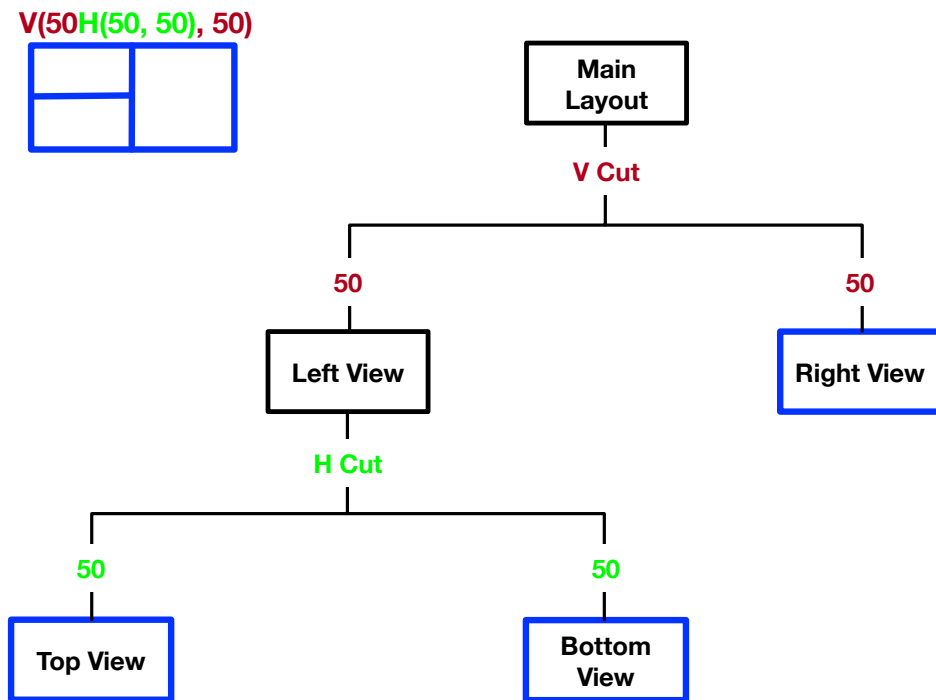 V(50H(50, 50), 50)
Main
Layout
V Cut
50
50
Left View
Right View
H Cut
50
50
Top View
Bottom
View